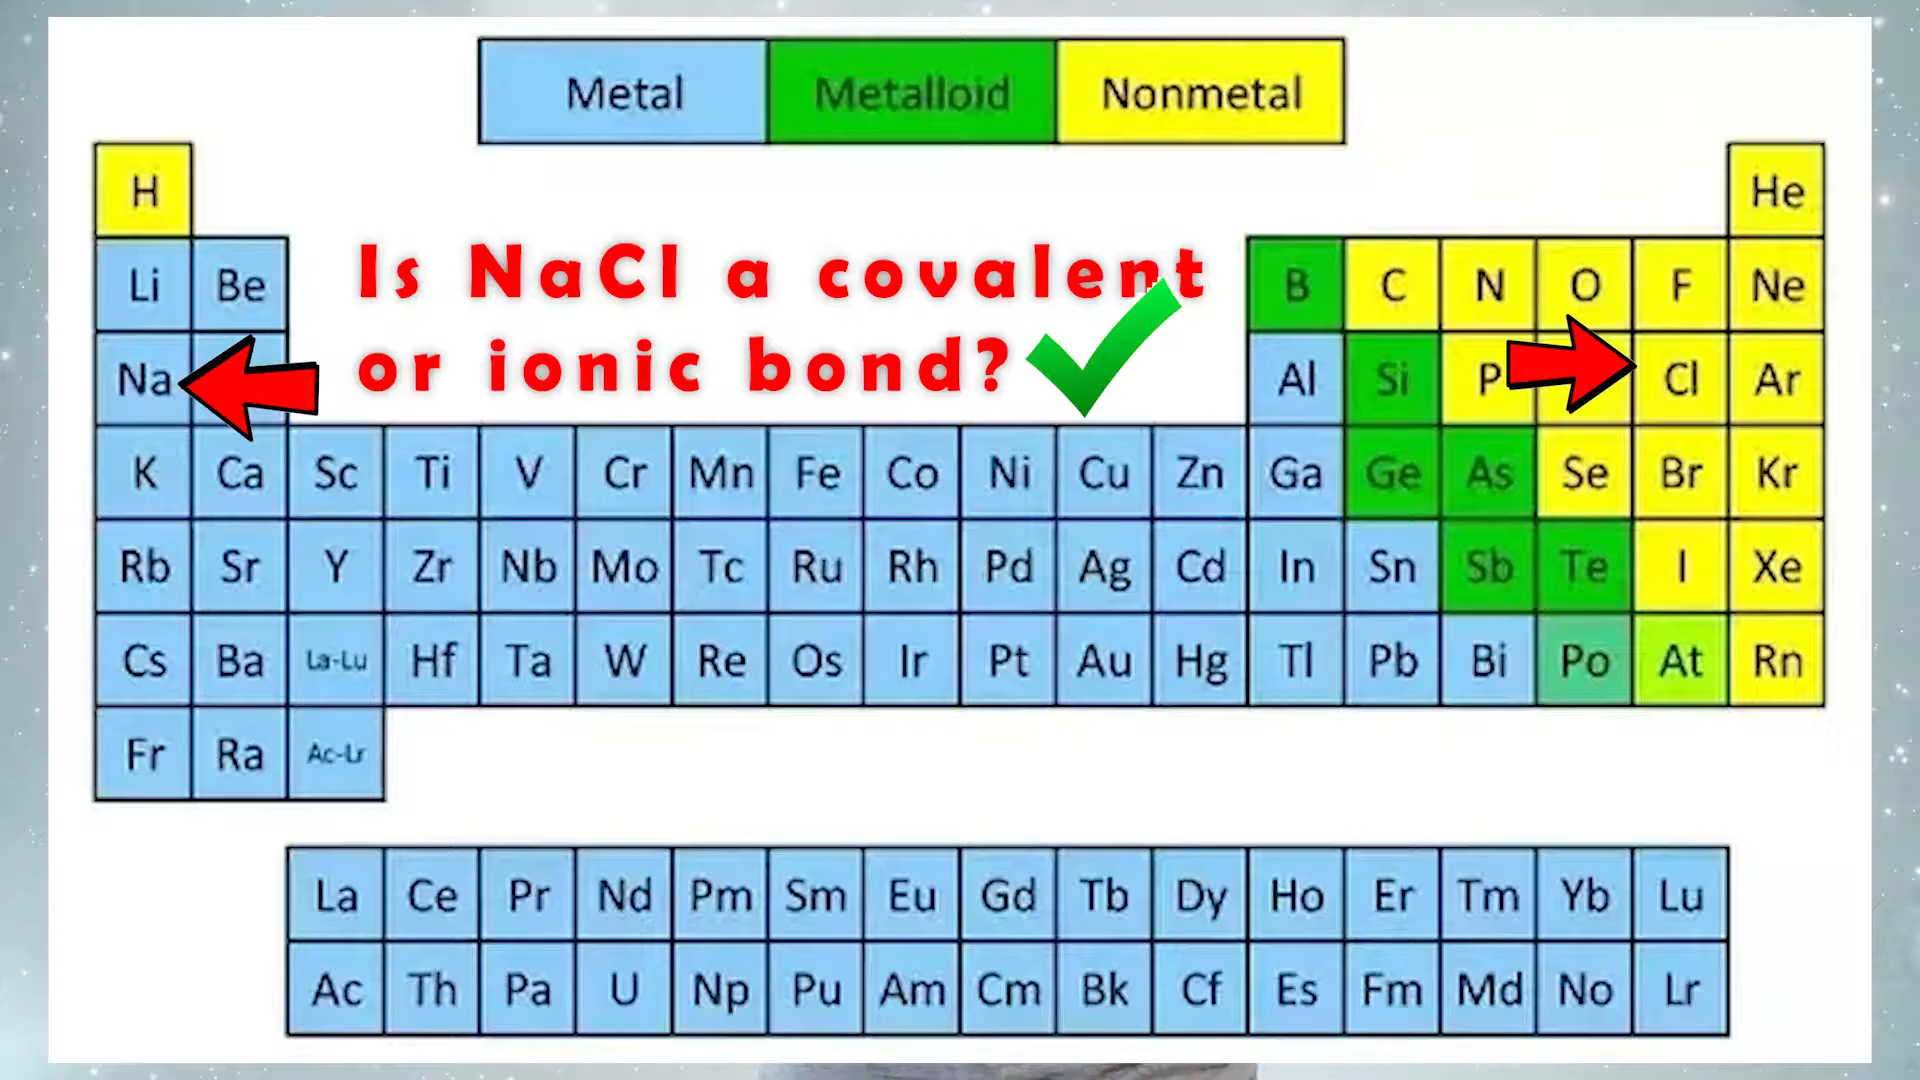 Metal Metalloid Nonmetal
H He
Is NaCl a covalent
or ionic bond?
Li Be B C N O F Ne
Na Al Si P Cl Ar
K Ca Sc Ti V Cr Mn Fe Co Ni Cu Zn Ga Ge As Se Br Kr
Rb Sr Y Zr Nb Mo Tc Ru Rh Pd Ag Cd In Sn Sb Te I Xe
Cs Ba La-Lu Hf Ta W Re Os Ir Pt Au Hg Tl Pb Bi Po At Rn
Fr Ra Ac-Lr
La Ce Pr Nd Pm Sm Eu Gd Tb Dy Ho Er Tm Yb Lu
Ac Th Pa U Np Pu Am Cm Bk Cf Es Fm Md No Lr